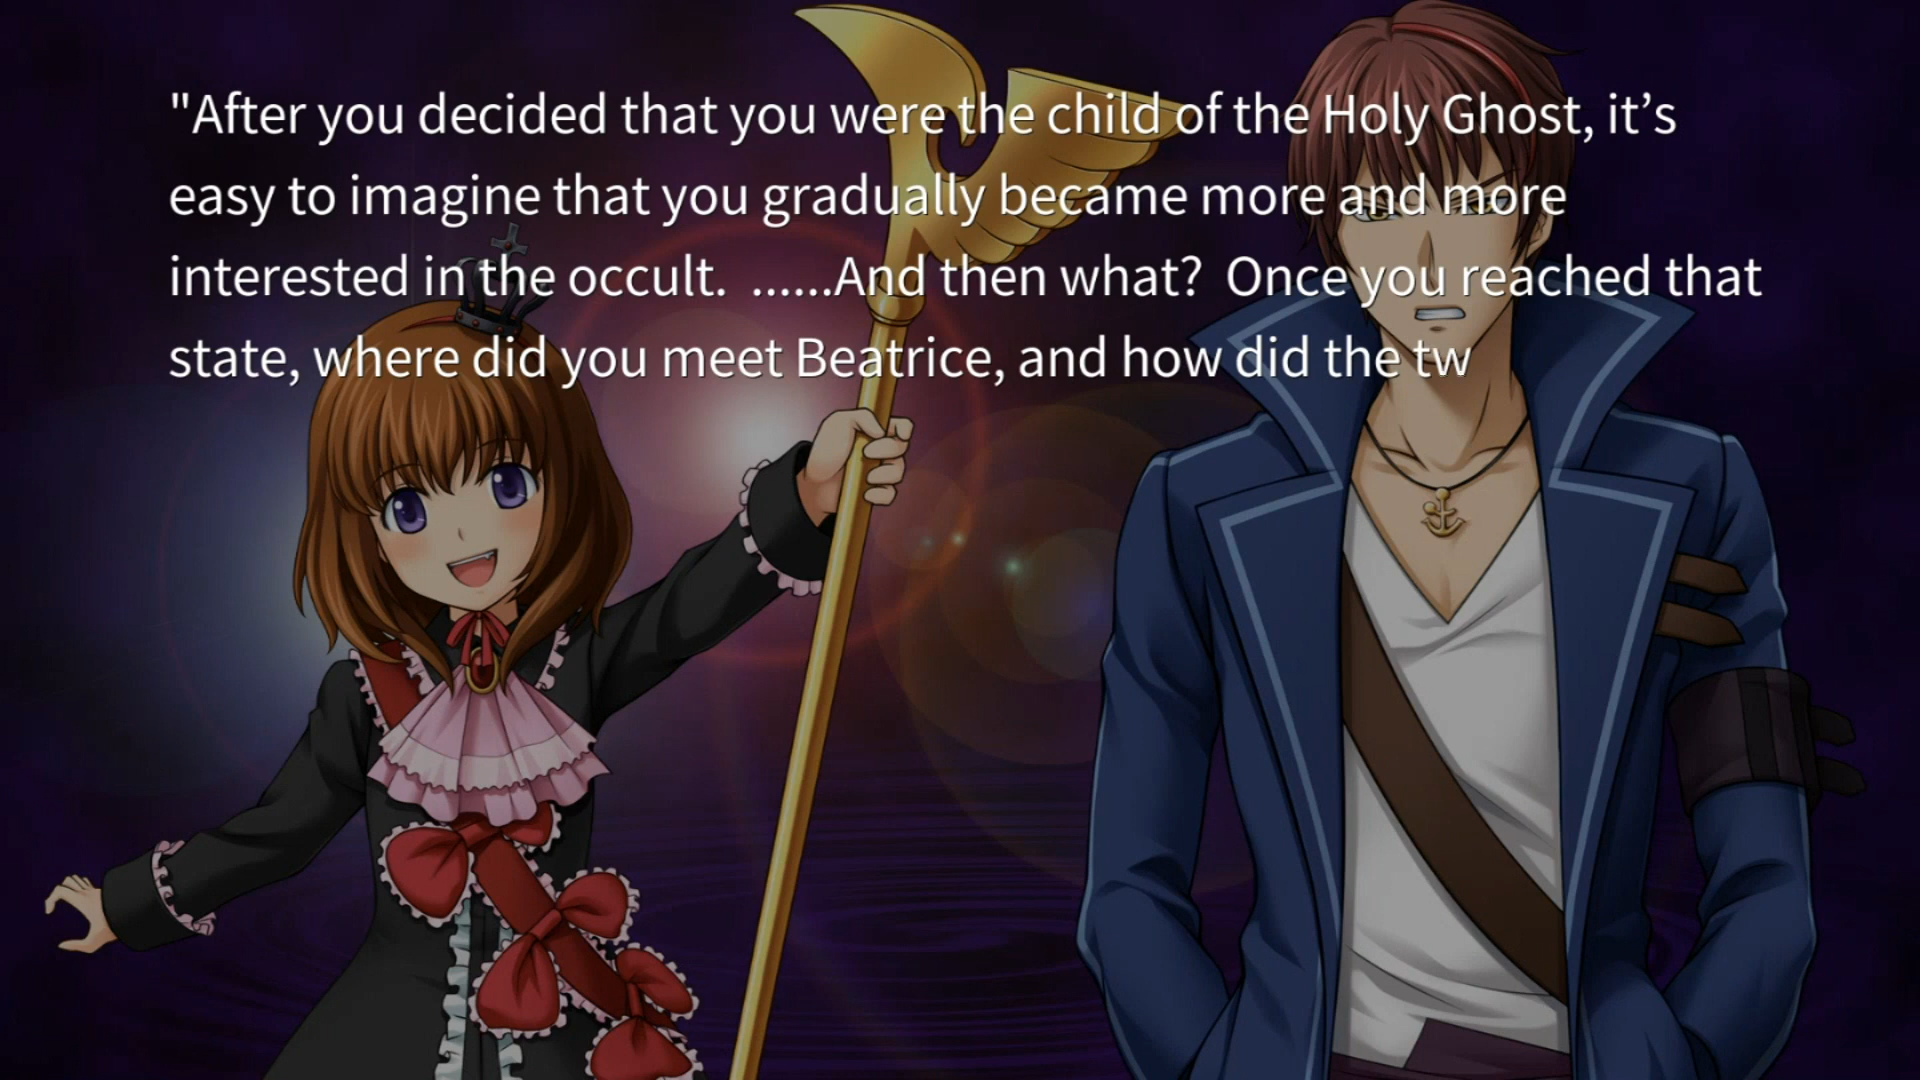 "After you decided that you were the child of the Holy Ghost, it’s
easy to imagine that you gradually became more and more
interested in the occult.  ......And then what?  Once you reached that
state, where did you meet Beatrice, and how did the tw